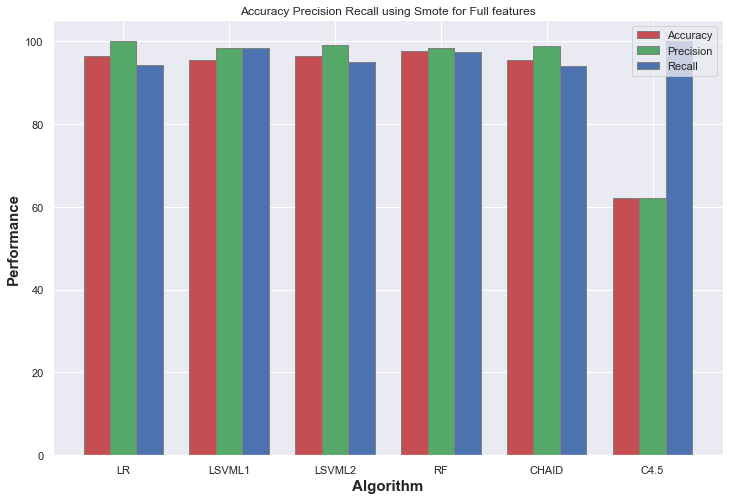 Accuracy Precision Recall using Smote for Full features
Accuracy
Precision
Recall
100
80
60
40
20
0
Performance
LR LSVML1 LSVML2 RF CHAID C4.5
Algorithm